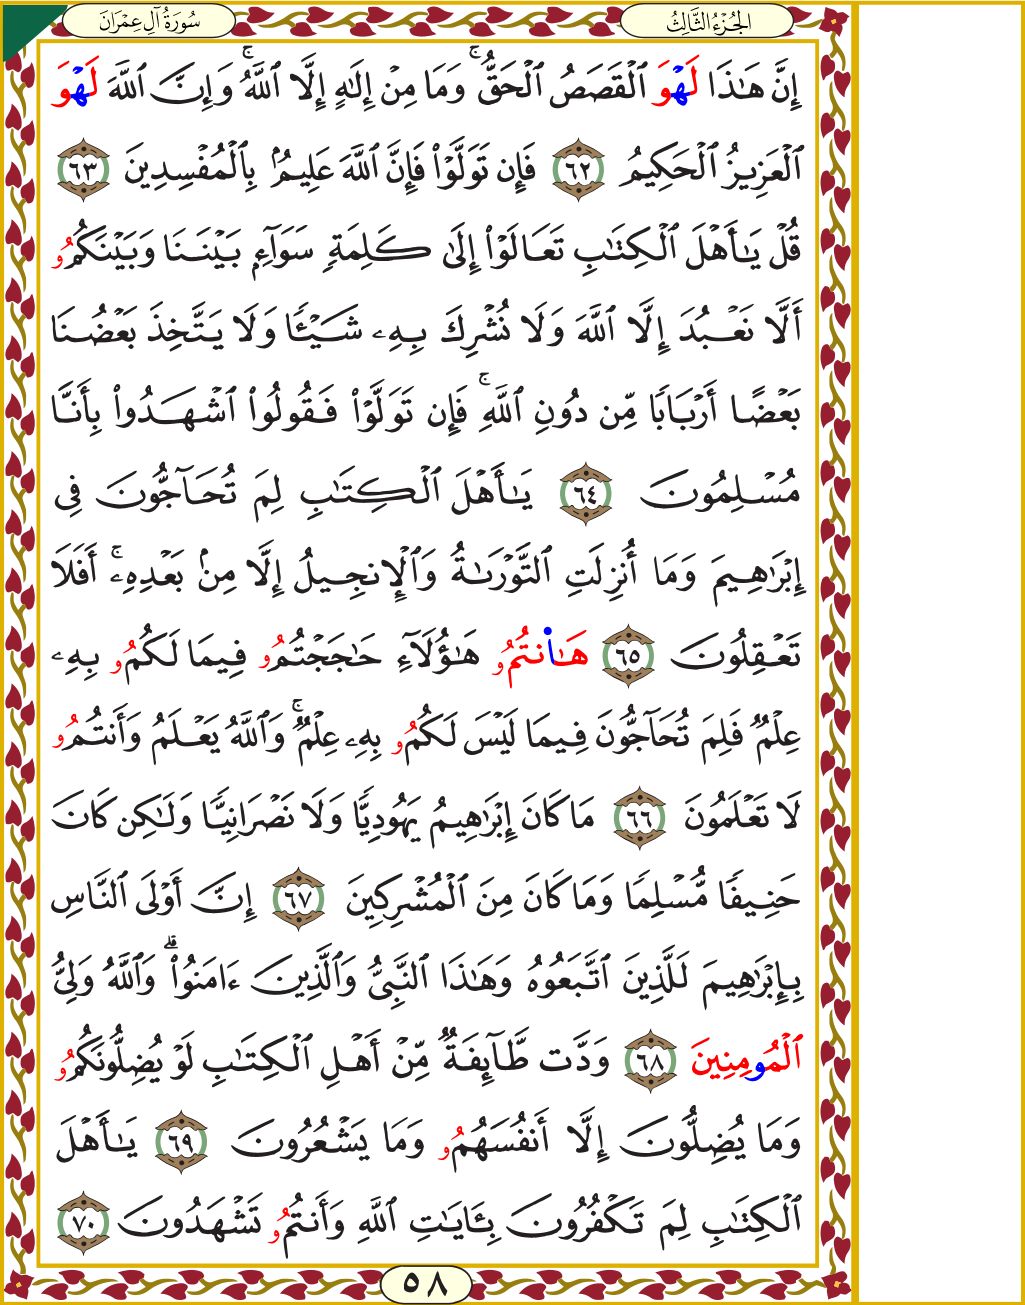 الجُزْءُ الثَّالِثُ
سُورَةُ آلِ عِمْرَانَ
إِنَّ هَـٰذَا لَهْوَ ٱلْقَصَصُ ٱلْحَقُّ ۚ وَمَا مِنْ إِلَـٰهٍ إِلَّا ٱللَّهُ ۚ وَإِنَّ ٱللَّهَ لَهْوَ
ٱلْعَزِيزُ ٱلْحَكِيمُ ٦٢ فَإِن تَوَلَّوْا۟ فَإِنَّ ٱللَّهَ عَلِيمٌۢ بِٱلْمُفْسِدِينَ ٦٣
قُلْ يَـٰٓأَهْلَ ٱلْكِتَـٰبِ تَعَالَوْا۟ إِلَىٰ كَلِمَةٍ سَوَآءٍۭ بَيْنَنَا وَبَيْنَكُمُۥ
أَلَّا نَعْبُدَ إِلَّا ٱللَّهَ وَلَا نُشْرِكَ بِهِۦ شَيْـًٔا وَلَا يَتَّخِذَ بَعْضُنَا
بَعْضًا أَرْبَابًا مِّن دُونِ ٱللَّهِ ۚ فَإِن تَوَلَّوْا۟ فَقُولُوا۟ ٱشْهَدُوا۟ بِأَنَّا
مُسْلِمُونَ ٦٤ يَـٰٓأَهْلَ ٱلْكِتَـٰبِ لِمَ تُحَآجُّونَ فِى
إِبْرَٰهِيمَ وَمَا أُنزِلَتِ ٱلتَّوْرَىٰةُ وَٱلْإِنجِيلُ إِلَّا مِنۢ بَعْدِهِۦ ۚ أَفَلَا
تَعْقِلُونَ ٦٥ هَـٰانتُمُۥ هَـٰؤُلَآءِ حَـٰجَجْتُمُۥ فِيمَا لَكُمُۥ بِهِۦ
عِلْمٌ فَلِمَ تُحَآجُّونَ فِيمَا لَيْسَ لَكُمُۥ بِهِۦ عِلْمٌ ۚ وَٱللَّهُ يَعْلَمُ وَأَنتُمُۥ
لَا تَعْلَمُونَ ٦٦ مَا كَانَ إِبْرَٰهِيمُ يَهُودِيًّا وَلَا نَصْرَانِيًّا وَلَـٰكِن كَانَ
حَنِيفًا مُّسْلِمًا وَمَا كَانَ مِنَ ٱلْمُشْرِكِينَ ٦٧ إِنَّ أَوْلَى ٱلنَّاسِ
بِإِبْرَٰهِيمَ لَلَّذِينَ ٱتَّبَعُوهُ وَهَـٰذَا ٱلنَّبِىُّ وَٱلَّذِينَ ءَامَنُوا۟ ۗ وَٱللَّهُ وَلِىُّ
ٱلْمُومِنِينَ ٦٨ وَدَّت طَّآئِفَةٌ مِّنْ أَهْلِ ٱلْكِتَـٰبِ لَوْ يُضِلُّونَكُمُۥ
وَمَا يُضِلُّونَ إِلَّا أَنفُسَهُمُۥ وَمَا يَشْعُرُونَ ٦٩ يَـٰٓأَهْلَ
ٱلْكِتَـٰبِ لِمَ تَكْفُرُونَ بِـَٔايَـٰتِ ٱللَّهِ وَأَنتُمُۥ تَشْهَدُونَ ٧٠
٥٨